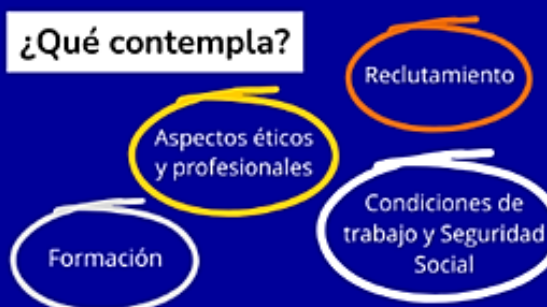 ¿Qué contempla?
Reclutamiento
Aspectos éticos
y profesionales
Condiciones de
trabajo y Seguridad
Social
Formación